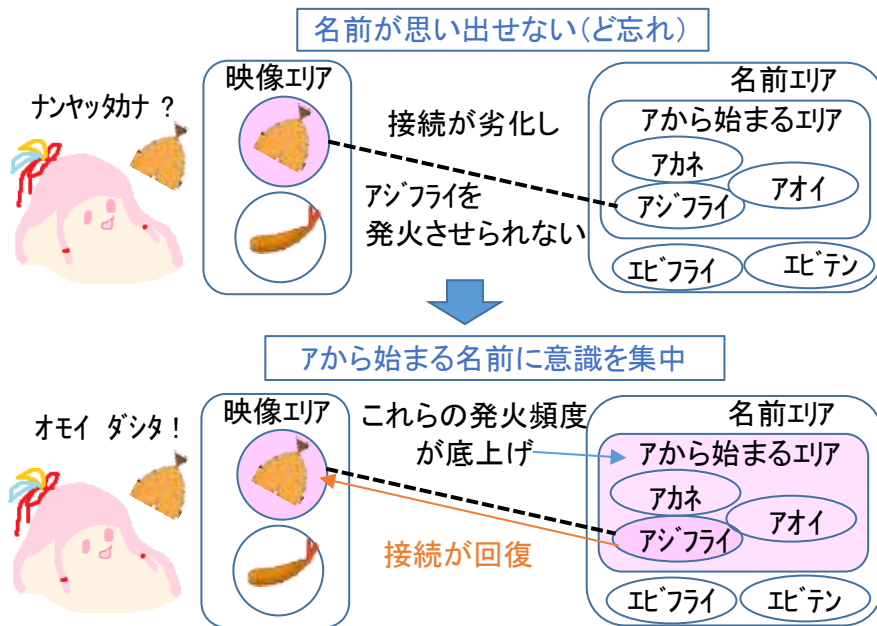 名前が思い出せない(ど忘れ)
ナンヤッタカナ ?
映像エリア
接続が劣化し
アジフライを
発火させられない
名前エリア
アから始まるエリア
アカネ
アジフライ
アオイ
エビフライ
エビテン
アから始まる名前に意識を集中
オモイ ダシタ !
映像エリア
これらの発火頻度
が底上げ
接続が回復
名前エリア
アから始まるエリア
アカネ
アジフライ
アオイ
エビフライ
エビテン